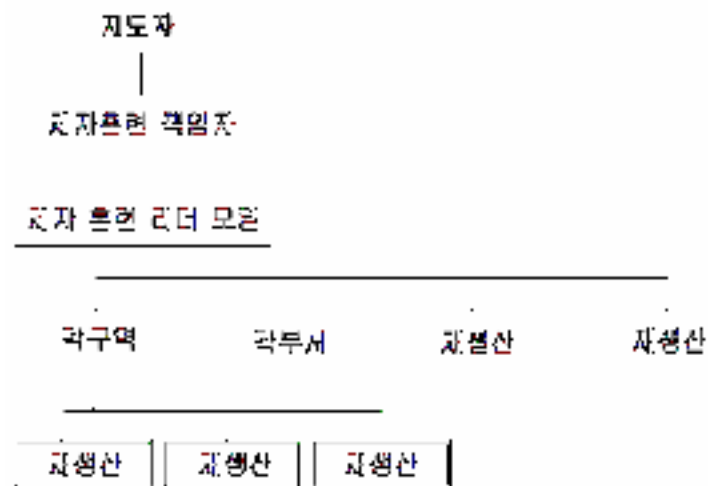 지도자
제자훈련 책임자
제자 훈련 리더 모임
각구역 각부서 재생산 재생산
재생산 재생산 재생산